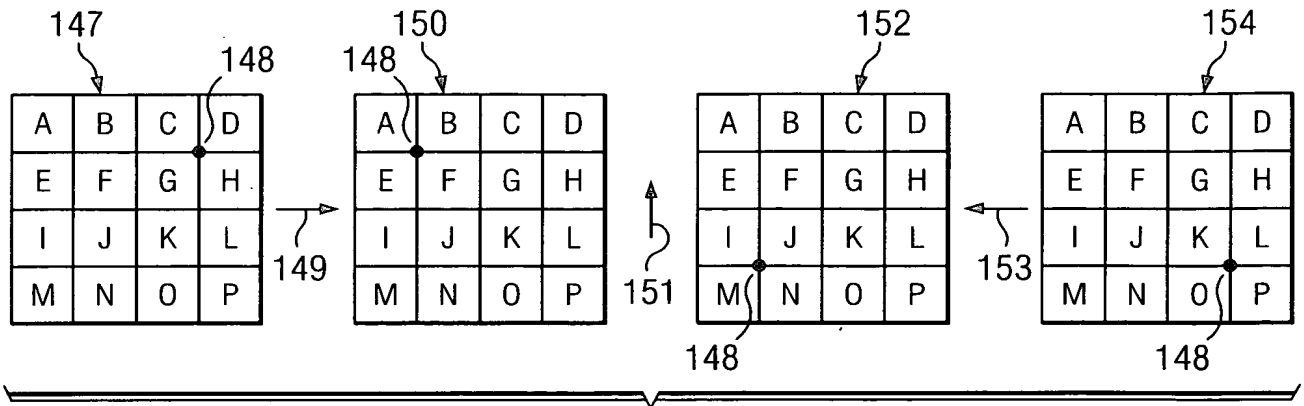 147 148 148 150 152 154
A B C D A B C D A B C D A B C D
E F G H E F G H E F G H E F G H
I J K L I J K L I J K L I J K L
149 151 153
M N O P M N O P M N O P M N O P
148 148